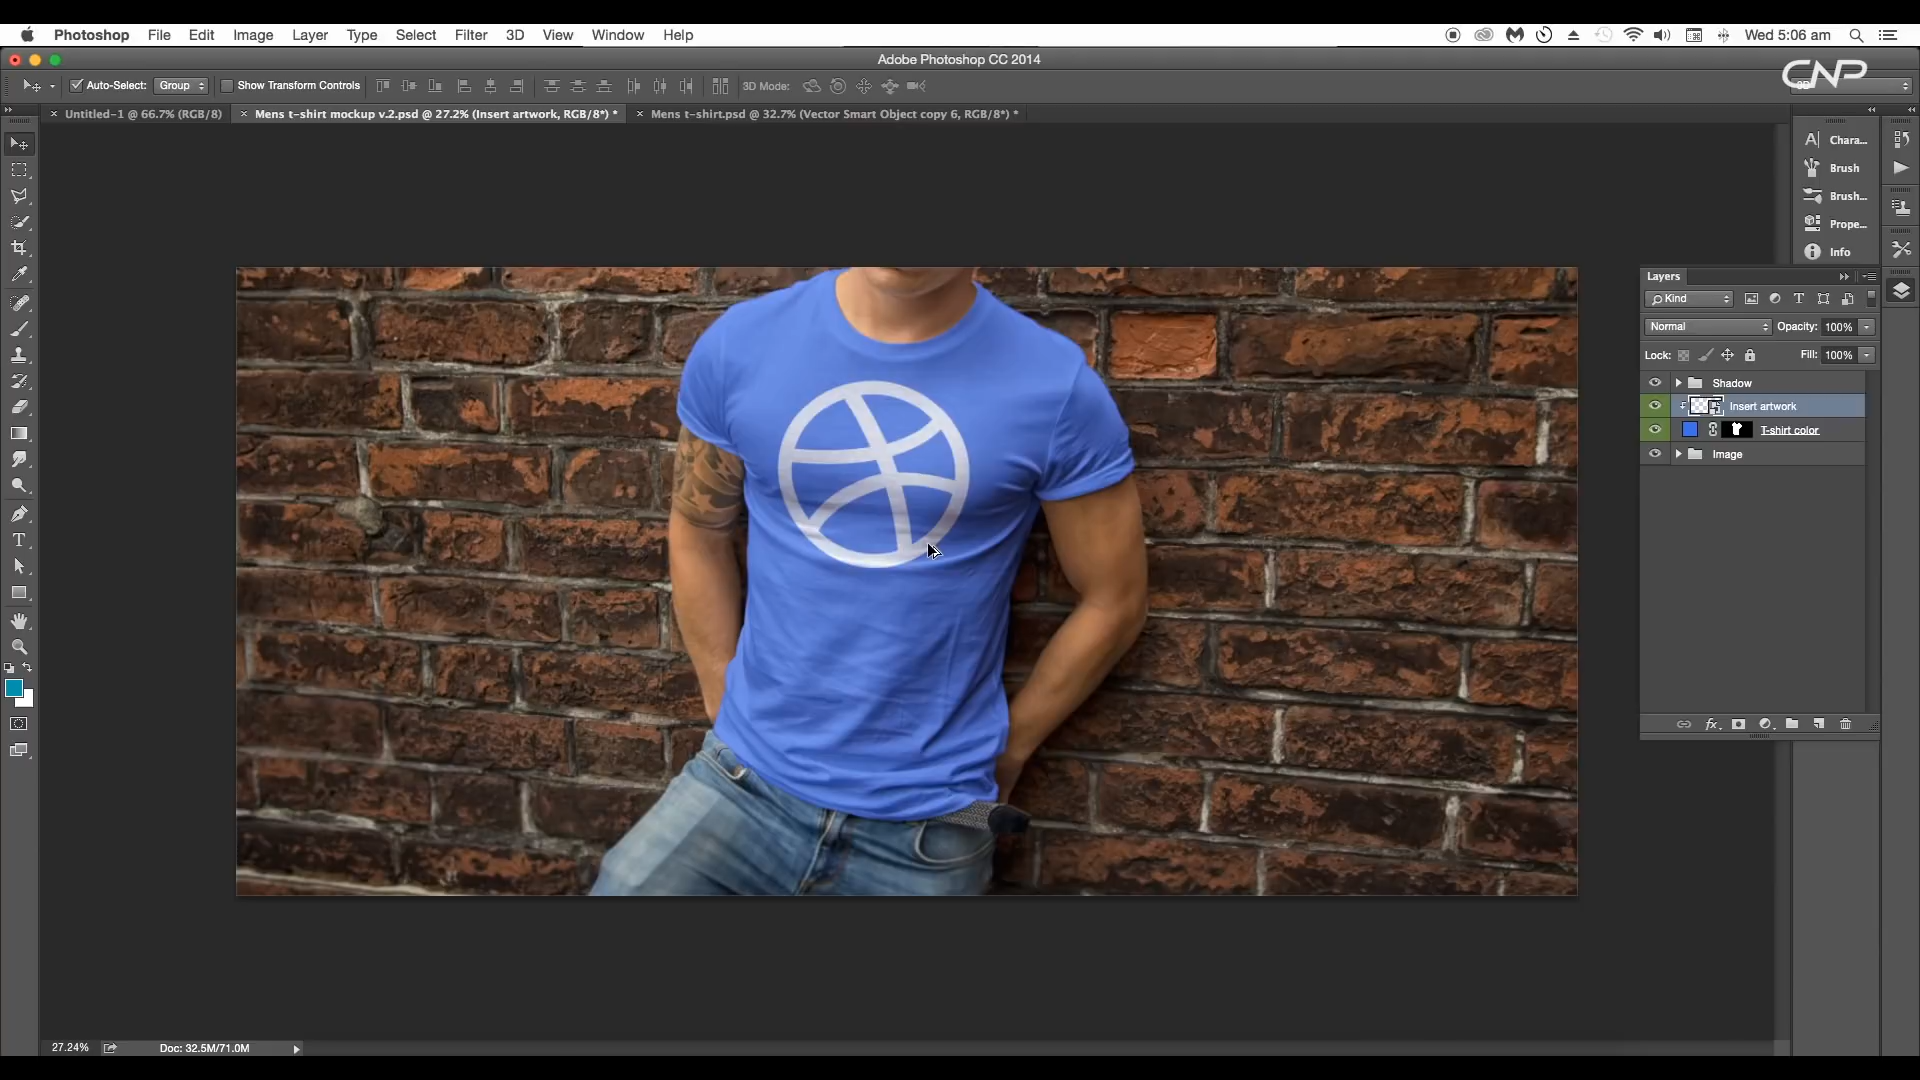 Photoshop File Edit Image Layer Type Select Filter 3D View Window Help Wed 5:06 am
Adobe Photoshop CC 2014
Auto-Select: Group Show Transform Controls 3D Mode:
CNP
Untitled-1 @ 66.7% (RGB/8) Mens t-shirt mockup v.2.psd @ 27.2% (Insert artwork, RGB/8*) * Mens t-shirt.psd @ 32.7% (Vector Smart Object copy 6, RGB/8*) *
Chara...
Brush
Brush...
Prope...
Info
Layers
Kind
Normal Opacity: 100%
Lock: Fill: 100%
Shadow
Insert artwork
T-shirt color
Image
27.24% Doc: 32.5M/71.0M